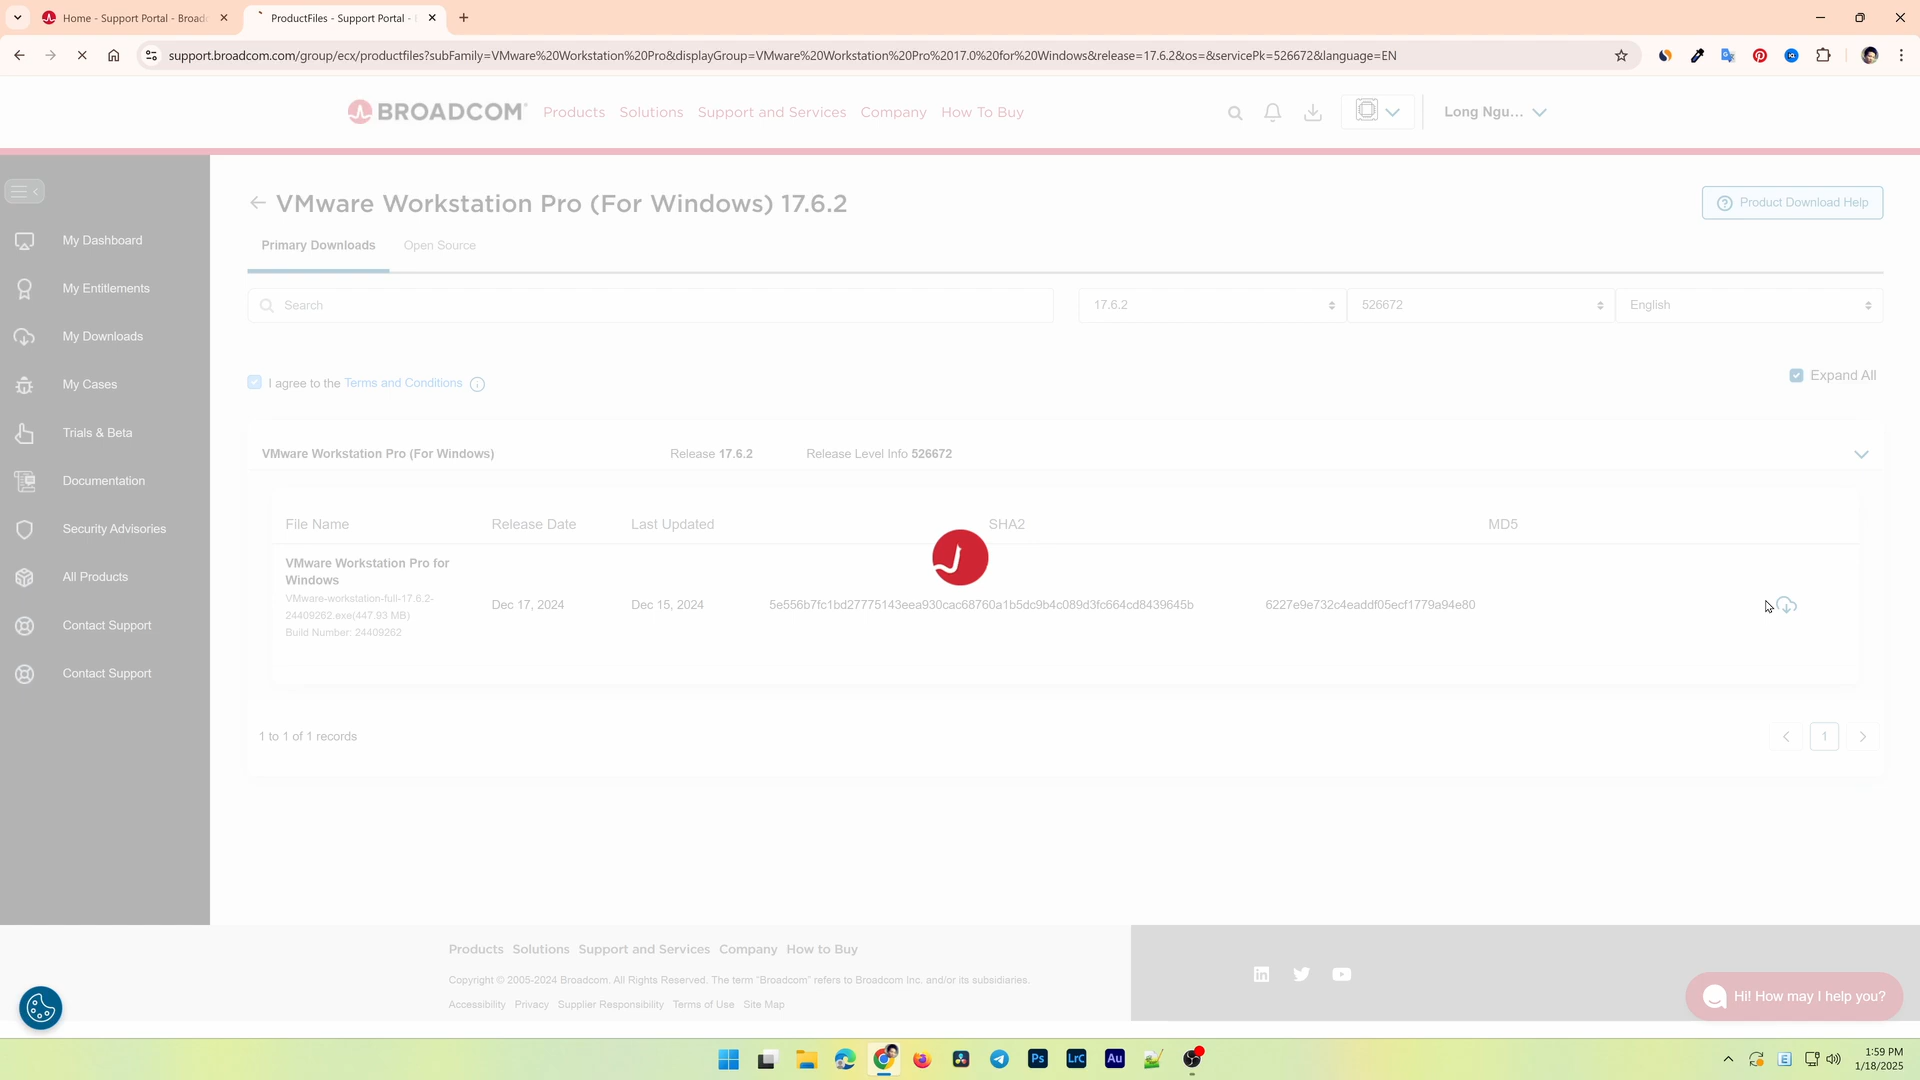 Home - Support Portal - Broadc
ProductFiles - Support Portal -
support.broadcom.com/group/ecx/productfiles?subFamily=VMware%20Workstation%20Pro&displayGroup=VMware%20Workstation%20Pro%2017.0%20for%20Windows&release=17.6.2&os=&servicePk=526672&language=EN
BROADCOM
Products
Solutions
Support and Services
Company
How To Buy
Long Ngu...
My Dashboard
My Entitlements
My Downloads
My Cases
Trials & Beta
Documentation
Security Advisories
All Products
Contact Support
Contact Support
VMware Workstation Pro (For Windows) 17.6.2
Product Download Help
Primary Downloads
Open Source
Search
17.6.2
526672
English
I agree to the Terms and Conditions
Expand All
VMware Workstation Pro (For Windows)
Release 17.6.2
Release Level Info 526672
File Name
Release Date
Last Updated
SHA2
MD5
VMware Workstation Pro for
Windows
VMware-workstation-full-17.6.2-
24409262.exe(447.93 MB)
Build Number: 24409262
Dec 17, 2024
Dec 15, 2024
5e556b7fc1bd27775143eea930cac68760a1b5dc9b4c089d3fc664cd8439645b
6227e9e732c4eaddf05ecf1779a94e80
1 to 1 of 1 records
1
Products
Solutions
Support and Services
Company
How to Buy
Copyright © 2005-2024 Broadcom. All Rights Reserved. The term “Broadcom” refers to Broadcom Inc. and/or its subsidiaries.
Accessibility
Privacy
Supplier Responsibility
Terms of Use
Site Map
Hi! How may I help you?
Ps
LrC
Au
1:59 PM
1/18/2025